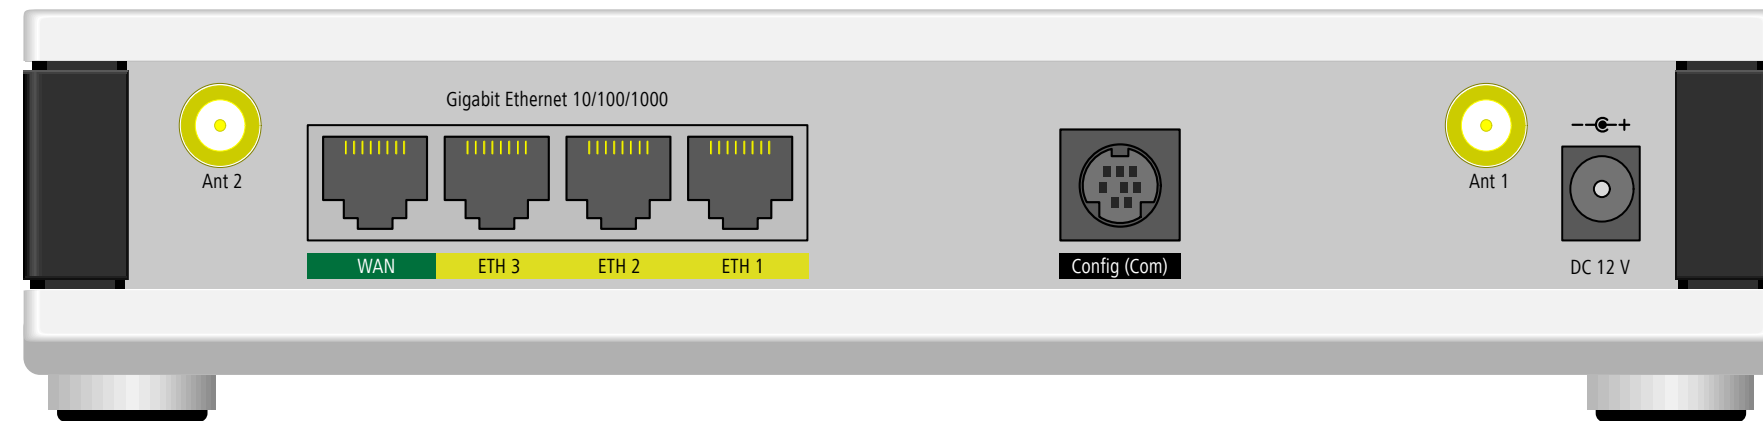 Gigabit Ethernet 10/100/1000
Ant 2
Ant 1
WAN
ETH 3
ETH 2
ETH 1
Config (Com)
DC 12 V